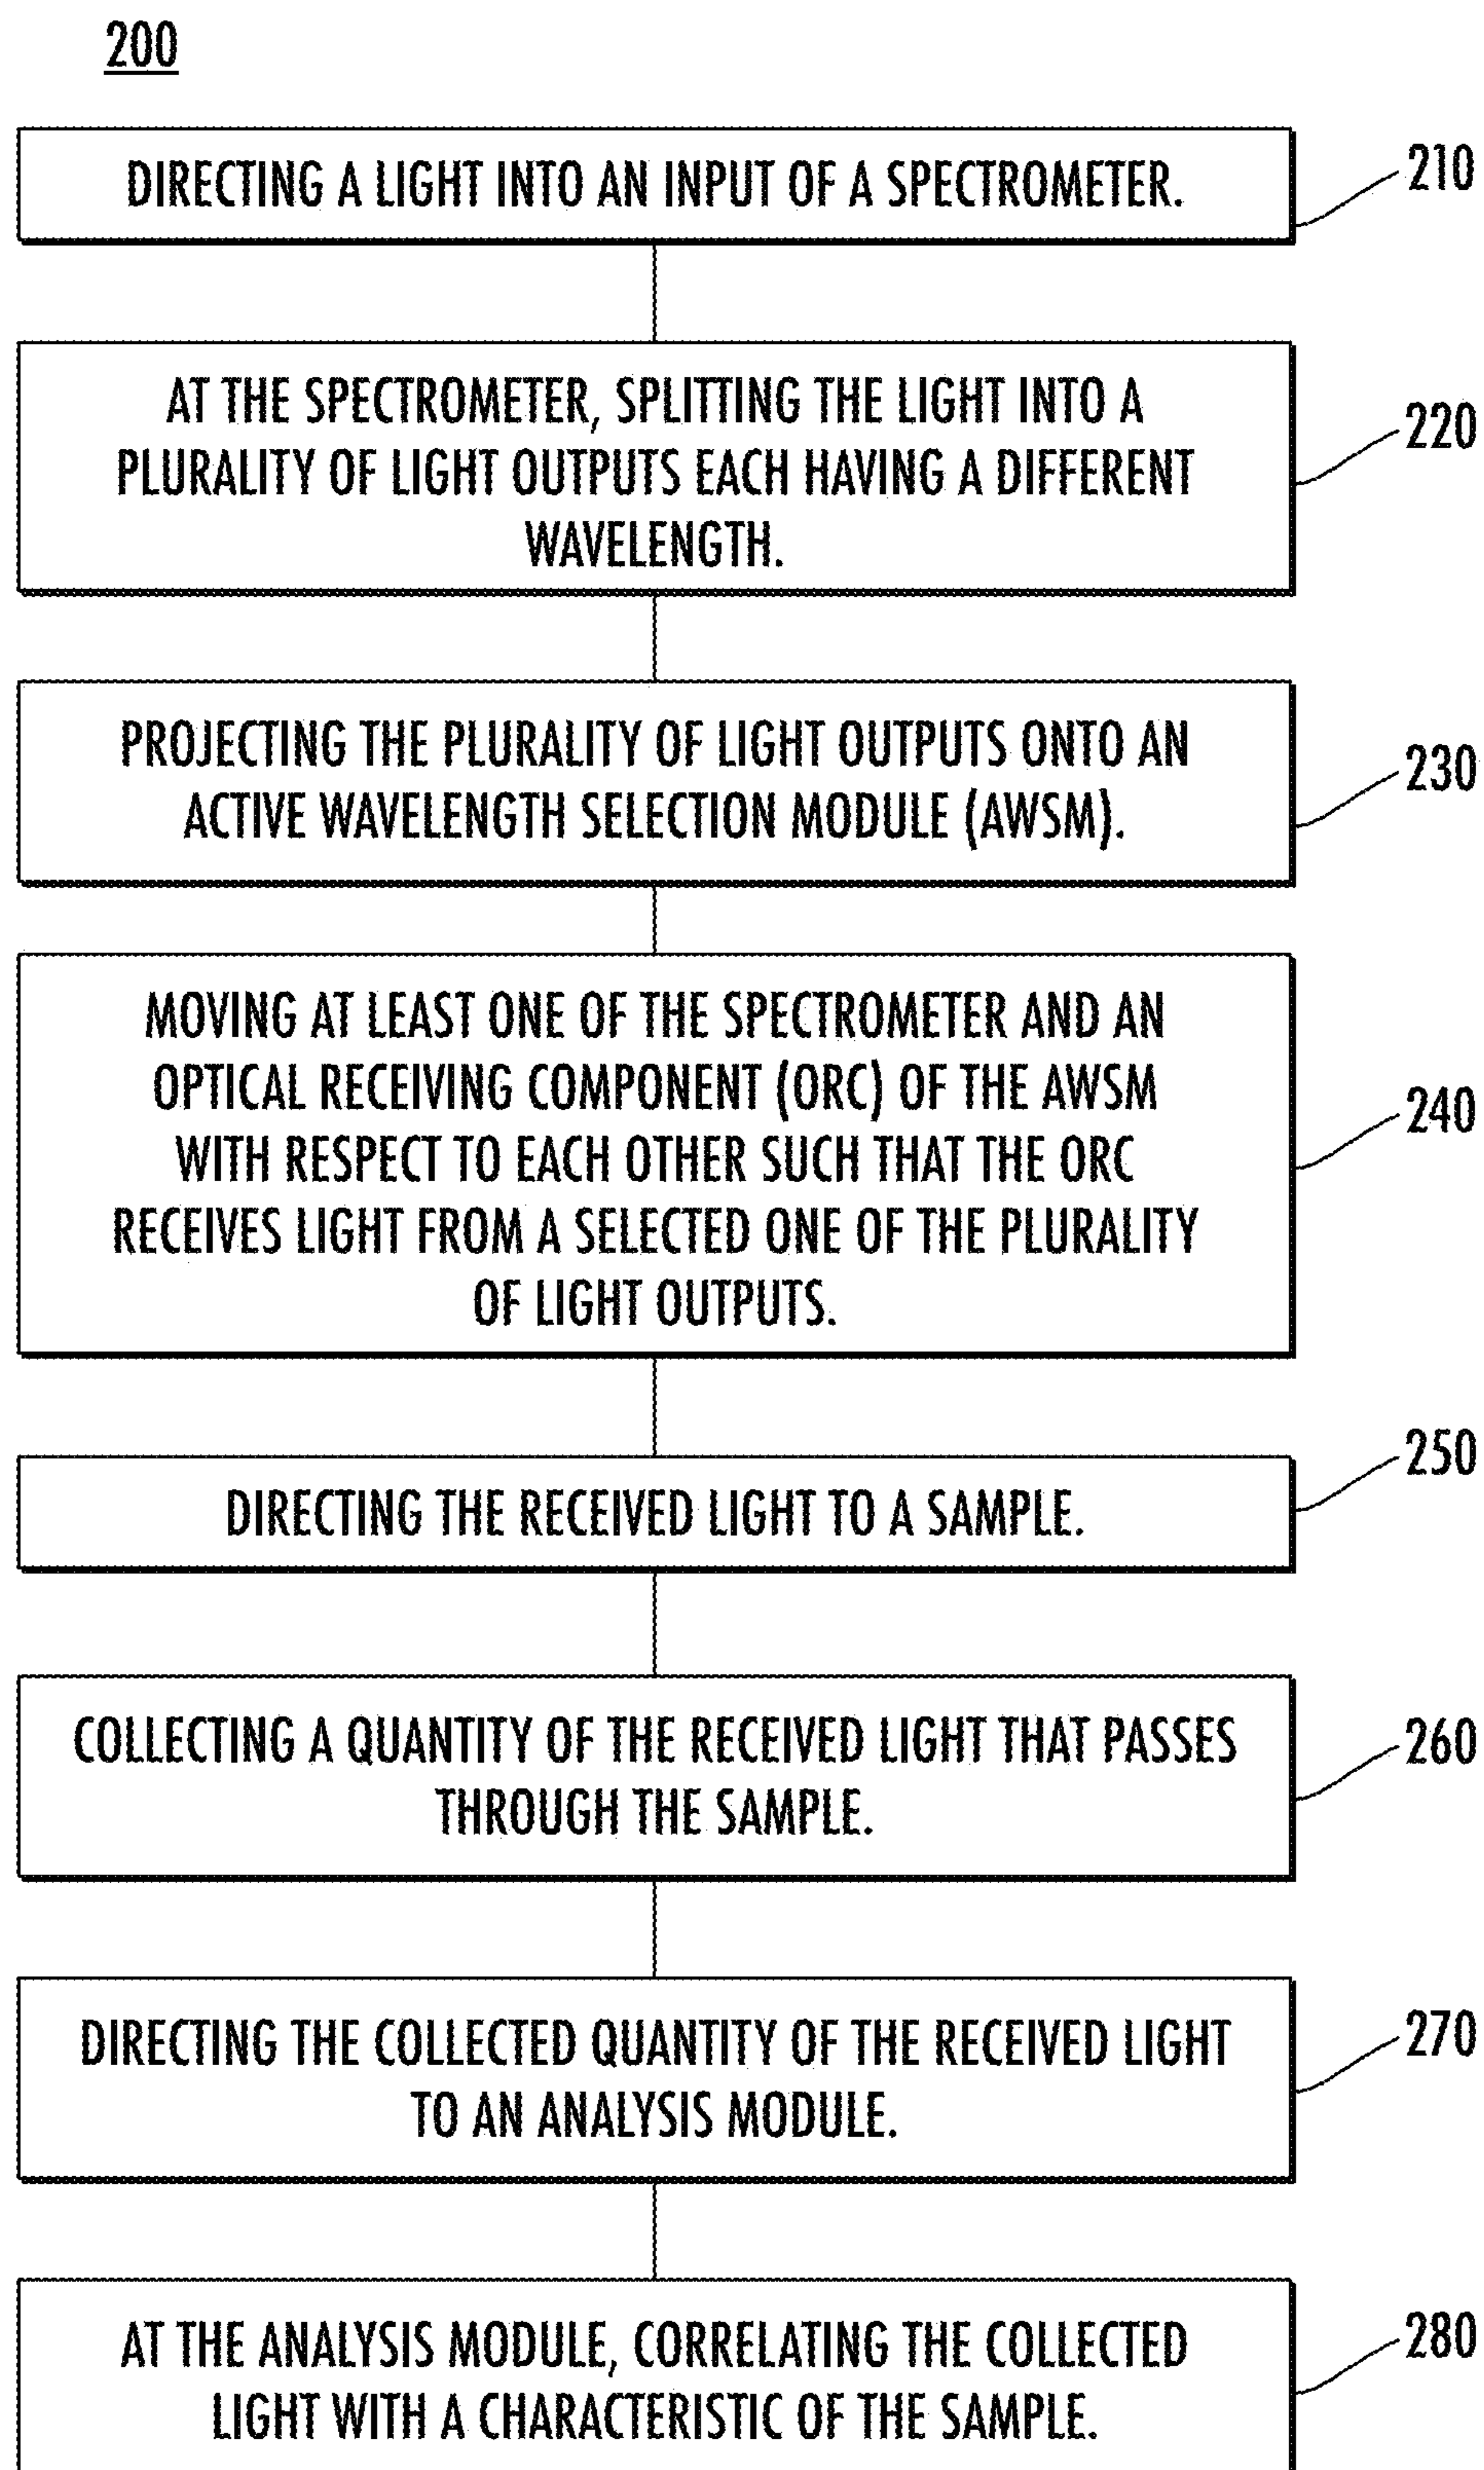 200
DIRECTING A LIGHT INTO AN INPUT OF A SPECTROMETER.
210
AT THE SPECTROMETER, SPLITTING THE LIGHT INTO A
PLURALITY OF LIGHT OUTPUTS EACH HAVING A DIFFERENT
WAVELENGTH.
220
PROJECTING THE PLURALITY OF LIGHT OUTPUTS ONTO AN
ACTIVE WAVELENGTH SELECTION MODULE (AWSM).
230
MOVING AT LEAST ONE OF THE SPECTROMETER AND AN
OPTICAL RECEIVING COMPONENT (ORC) OF THE AWSM
WITH RESPECT TO EACH OTHER SUCH THAT THE ORC
RECEIVES LIGHT FROM A SELECTED ONE OF THE PLURALITY
OF LIGHT OUTPUTS.
240
DIRECTING THE RECEIVED LIGHT TO A SAMPLE.
250
COLLECTING A QUANTITY OF THE RECEIVED LIGHT THAT PASSES
THROUGH THE SAMPLE.
260
DIRECTING THE COLLECTED QUANTITY OF THE RECEIVED LIGHT
TO AN ANALYSIS MODULE.
270
AT THE ANALYSIS MODULE, CORRELATING THE COLLECTED
LIGHT WITH A CHARACTERISTIC OF THE SAMPLE.
280